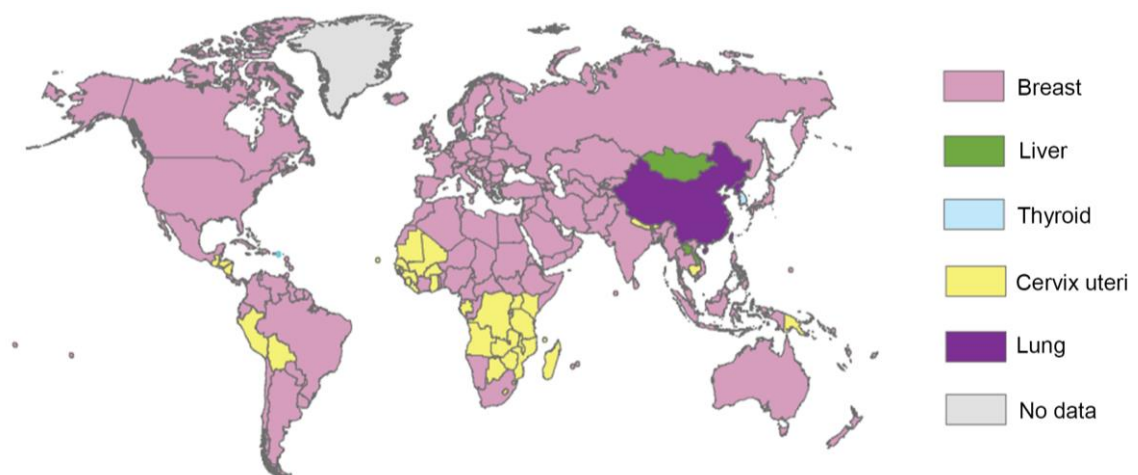 Breast
Liver
Thyroid
Cervix uteri
Lung
No data